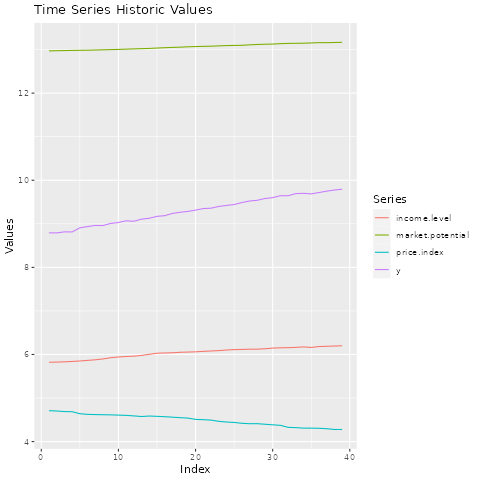 Time Series Historic Values
Values
12
10
8
6
4
0
10
20
30
40
Index
Series
income.level
market.potential
price.index
y